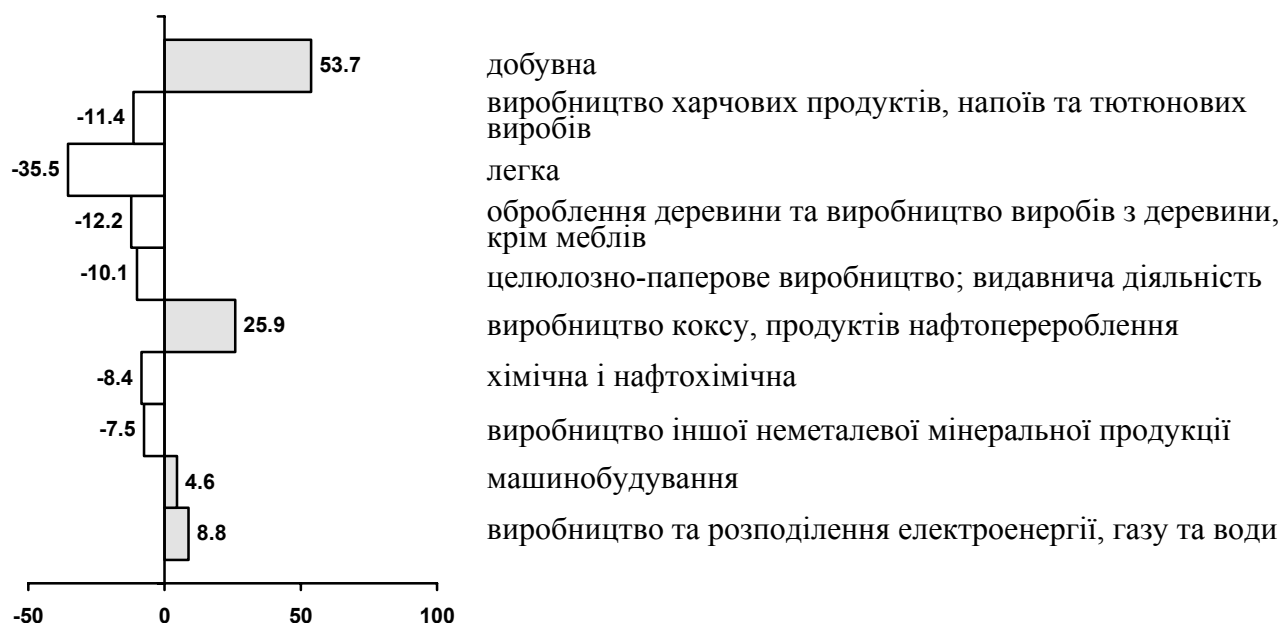 53.7 добувна
-11.4 виробництво харчових продуктів, напоїв та тютюнових
виробів
-35.5 легка
-12.2 оброблення деревини та виробництво виробів з деревини,
крім меблів
-10.1 целюлозно-паперове виробництво; видавнича діяльність
25.9 виробництво коксу, продуктів нафтоперероблення
-8.4 хімічна і нафтохімічна
-7.5 виробництво іншої неметалевої мінеральної продукції
4.6 машинобудування
8.8 виробництво та розподілення електроенергії, газу та води
-50 0 50 100